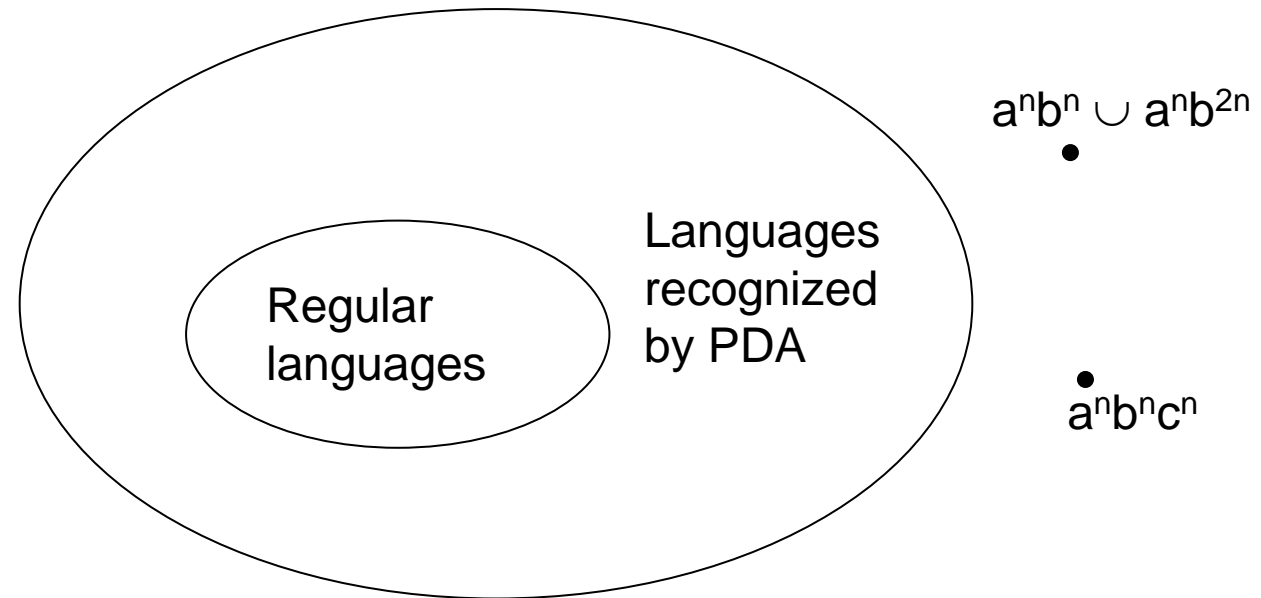 aⁿbⁿ ∪ aⁿb²ⁿ
Languages
recognized
by PDA
Regular
languages
aⁿbⁿcⁿ